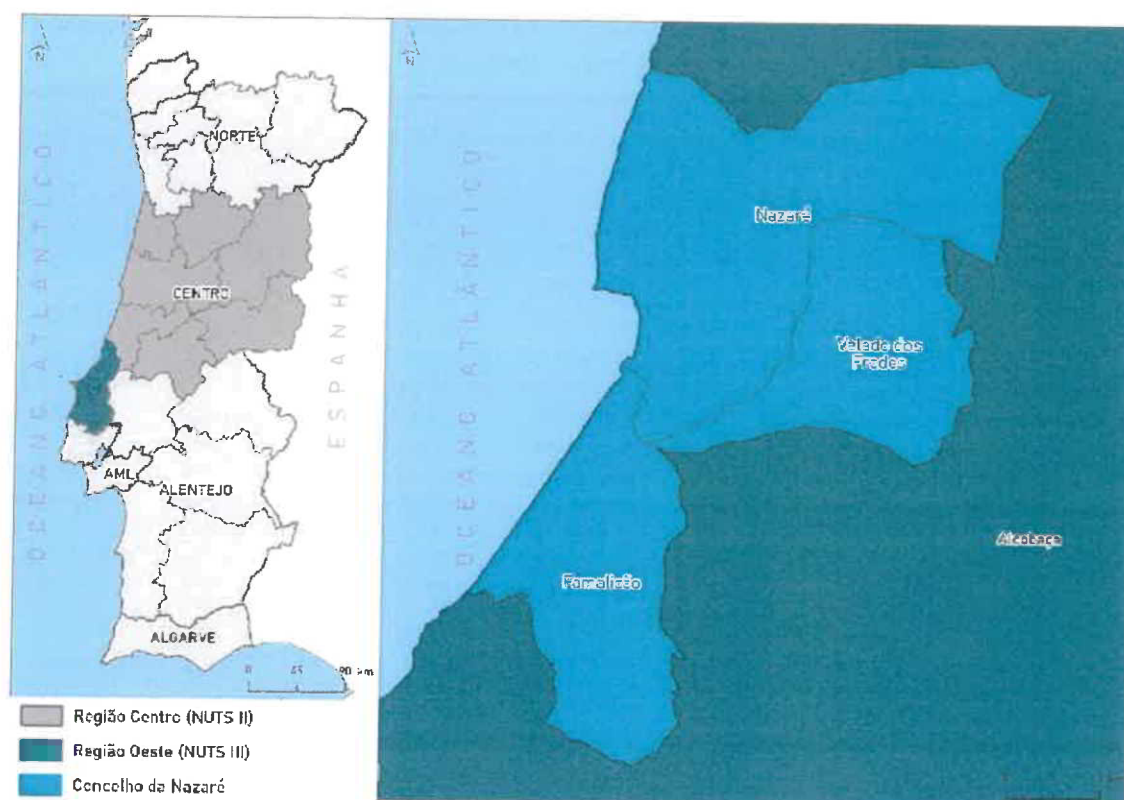 OCEANO ATLÂNTICO
NORTE
CENTRO
ESPANHA
AML
ALENTEJO
ALGARVE
0 45 90 km
Região Centro (NUTS II)
Região Oeste (NUTS III)
Concelho da Nazaré
OCEANO ATLÂNTICO
Nazaré
Valado dos
Frades
Alcobaça
Famalicão